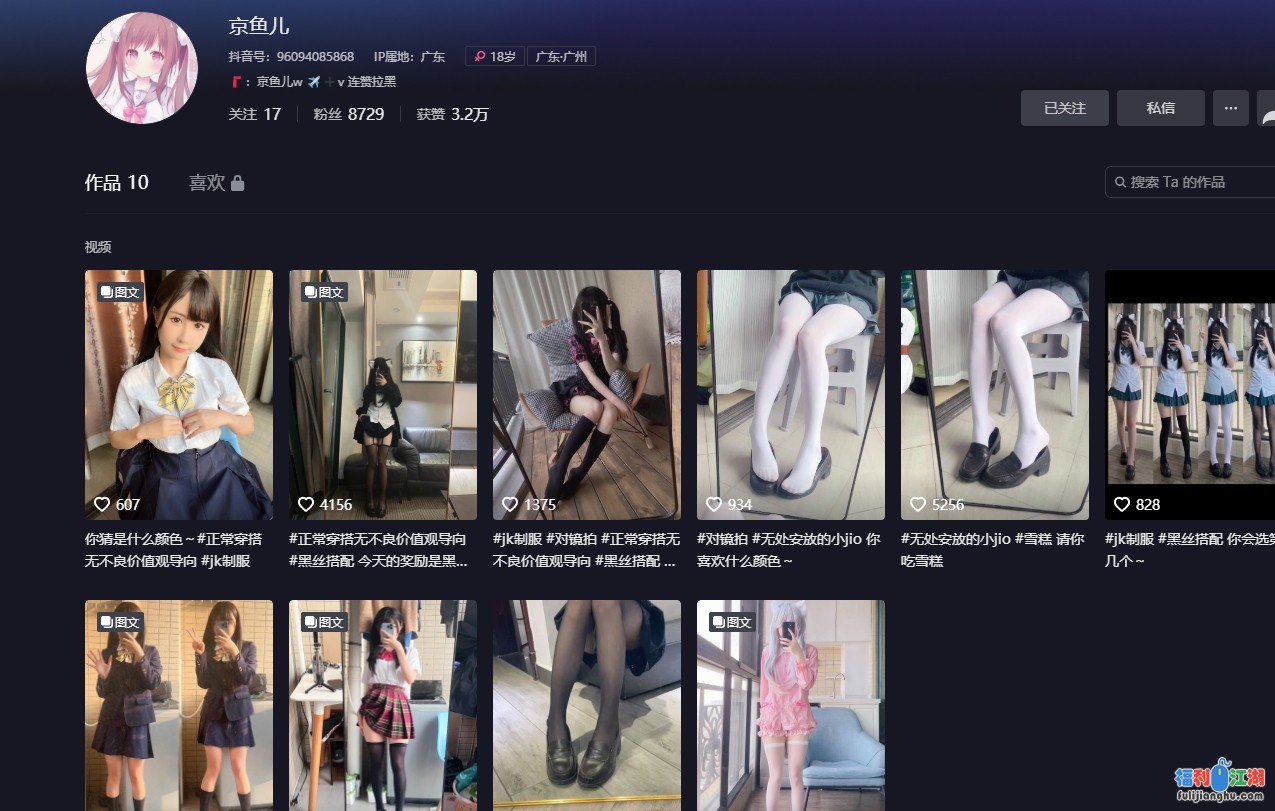 京鱼儿
抖音号：96094085868 IP属地：广东 18岁 广东·广州
：京鱼儿w v 连赞拉黑
关注 17 粉丝 8729 获赞 3.2万
已关注 私信 ...
作品 10 喜欢
搜索 Ta 的作品
视频
图文
图文
607
4156
1375
934
5256
828
你猜是什么颜色～#正常穿搭
无不良价值观导向 #jk制服
#正常穿搭无不良价值观导向
#黑丝搭配 今天的奖励是黑...
#jk制服 #对镜拍 #正常穿搭无
不良价值观导向 #黑丝搭配 ...
#对镜拍 #无处安放的小jio 你
喜欢什么颜色～
#无处安放的小jio #雪糕 请你
吃雪糕
#jk制服 #黑丝搭配 你会选第
几个～
图文
图文
图文
福利江湖
fulijianghu.com